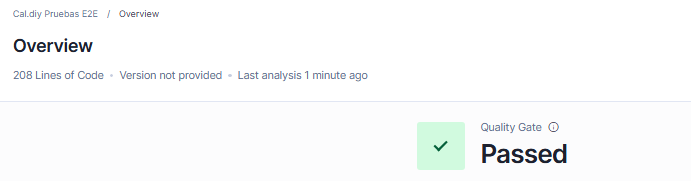 Cal.diy Pruebas E2E / Overview
Overview
208 Lines of Code • Version not provided • Last analysis 1 minute ago
Quality Gate
Passed